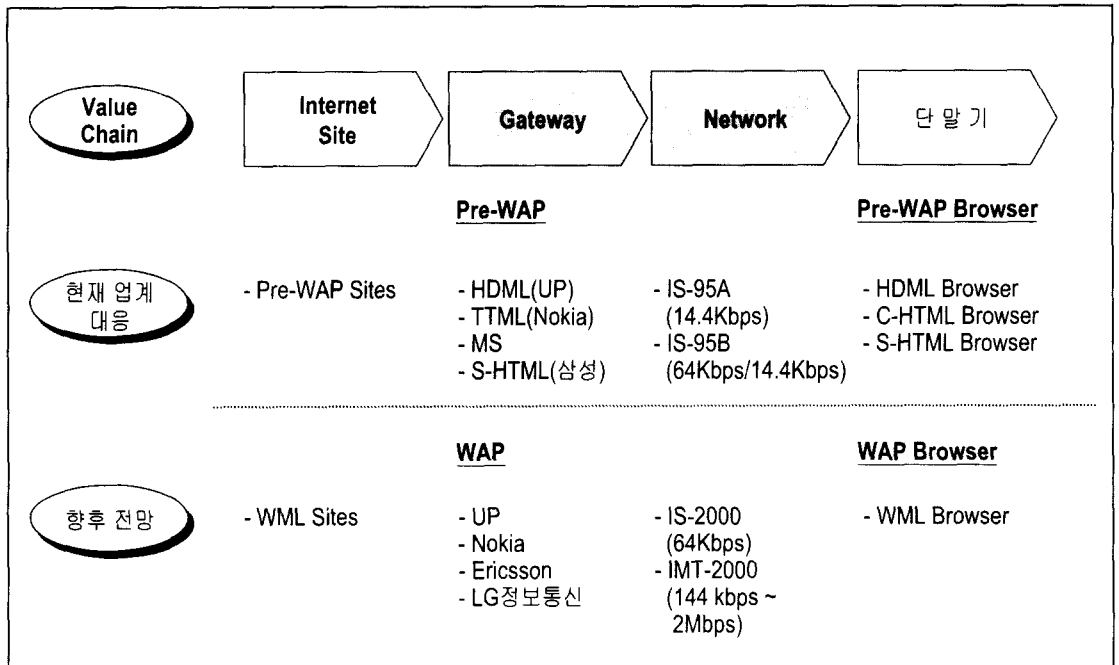 Value
Chain
Internet
Site
Gateway
Network
단 말 기
Pre-WAP
Pre-WAP Browser
현재 업계
대응
- Pre-WAP Sites
- HDML(UP)
- TTML(Nokia)
- MS
- S-HTML(삼성)
- IS-95A
(14.4Kbps)
- IS-95B
(64Kbps/14.4Kbps)
- HDML Browser
- C-HTML Browser
- S-HTML Browser
WAP
WAP Browser
향후 전망
- WML Sites
- UP
- Nokia
- Ericsson
- LG정보통신
- IS-2000
(64Kbps)
- IMT-2000
(144 kbps ~
2Mbps)
- WML Browser